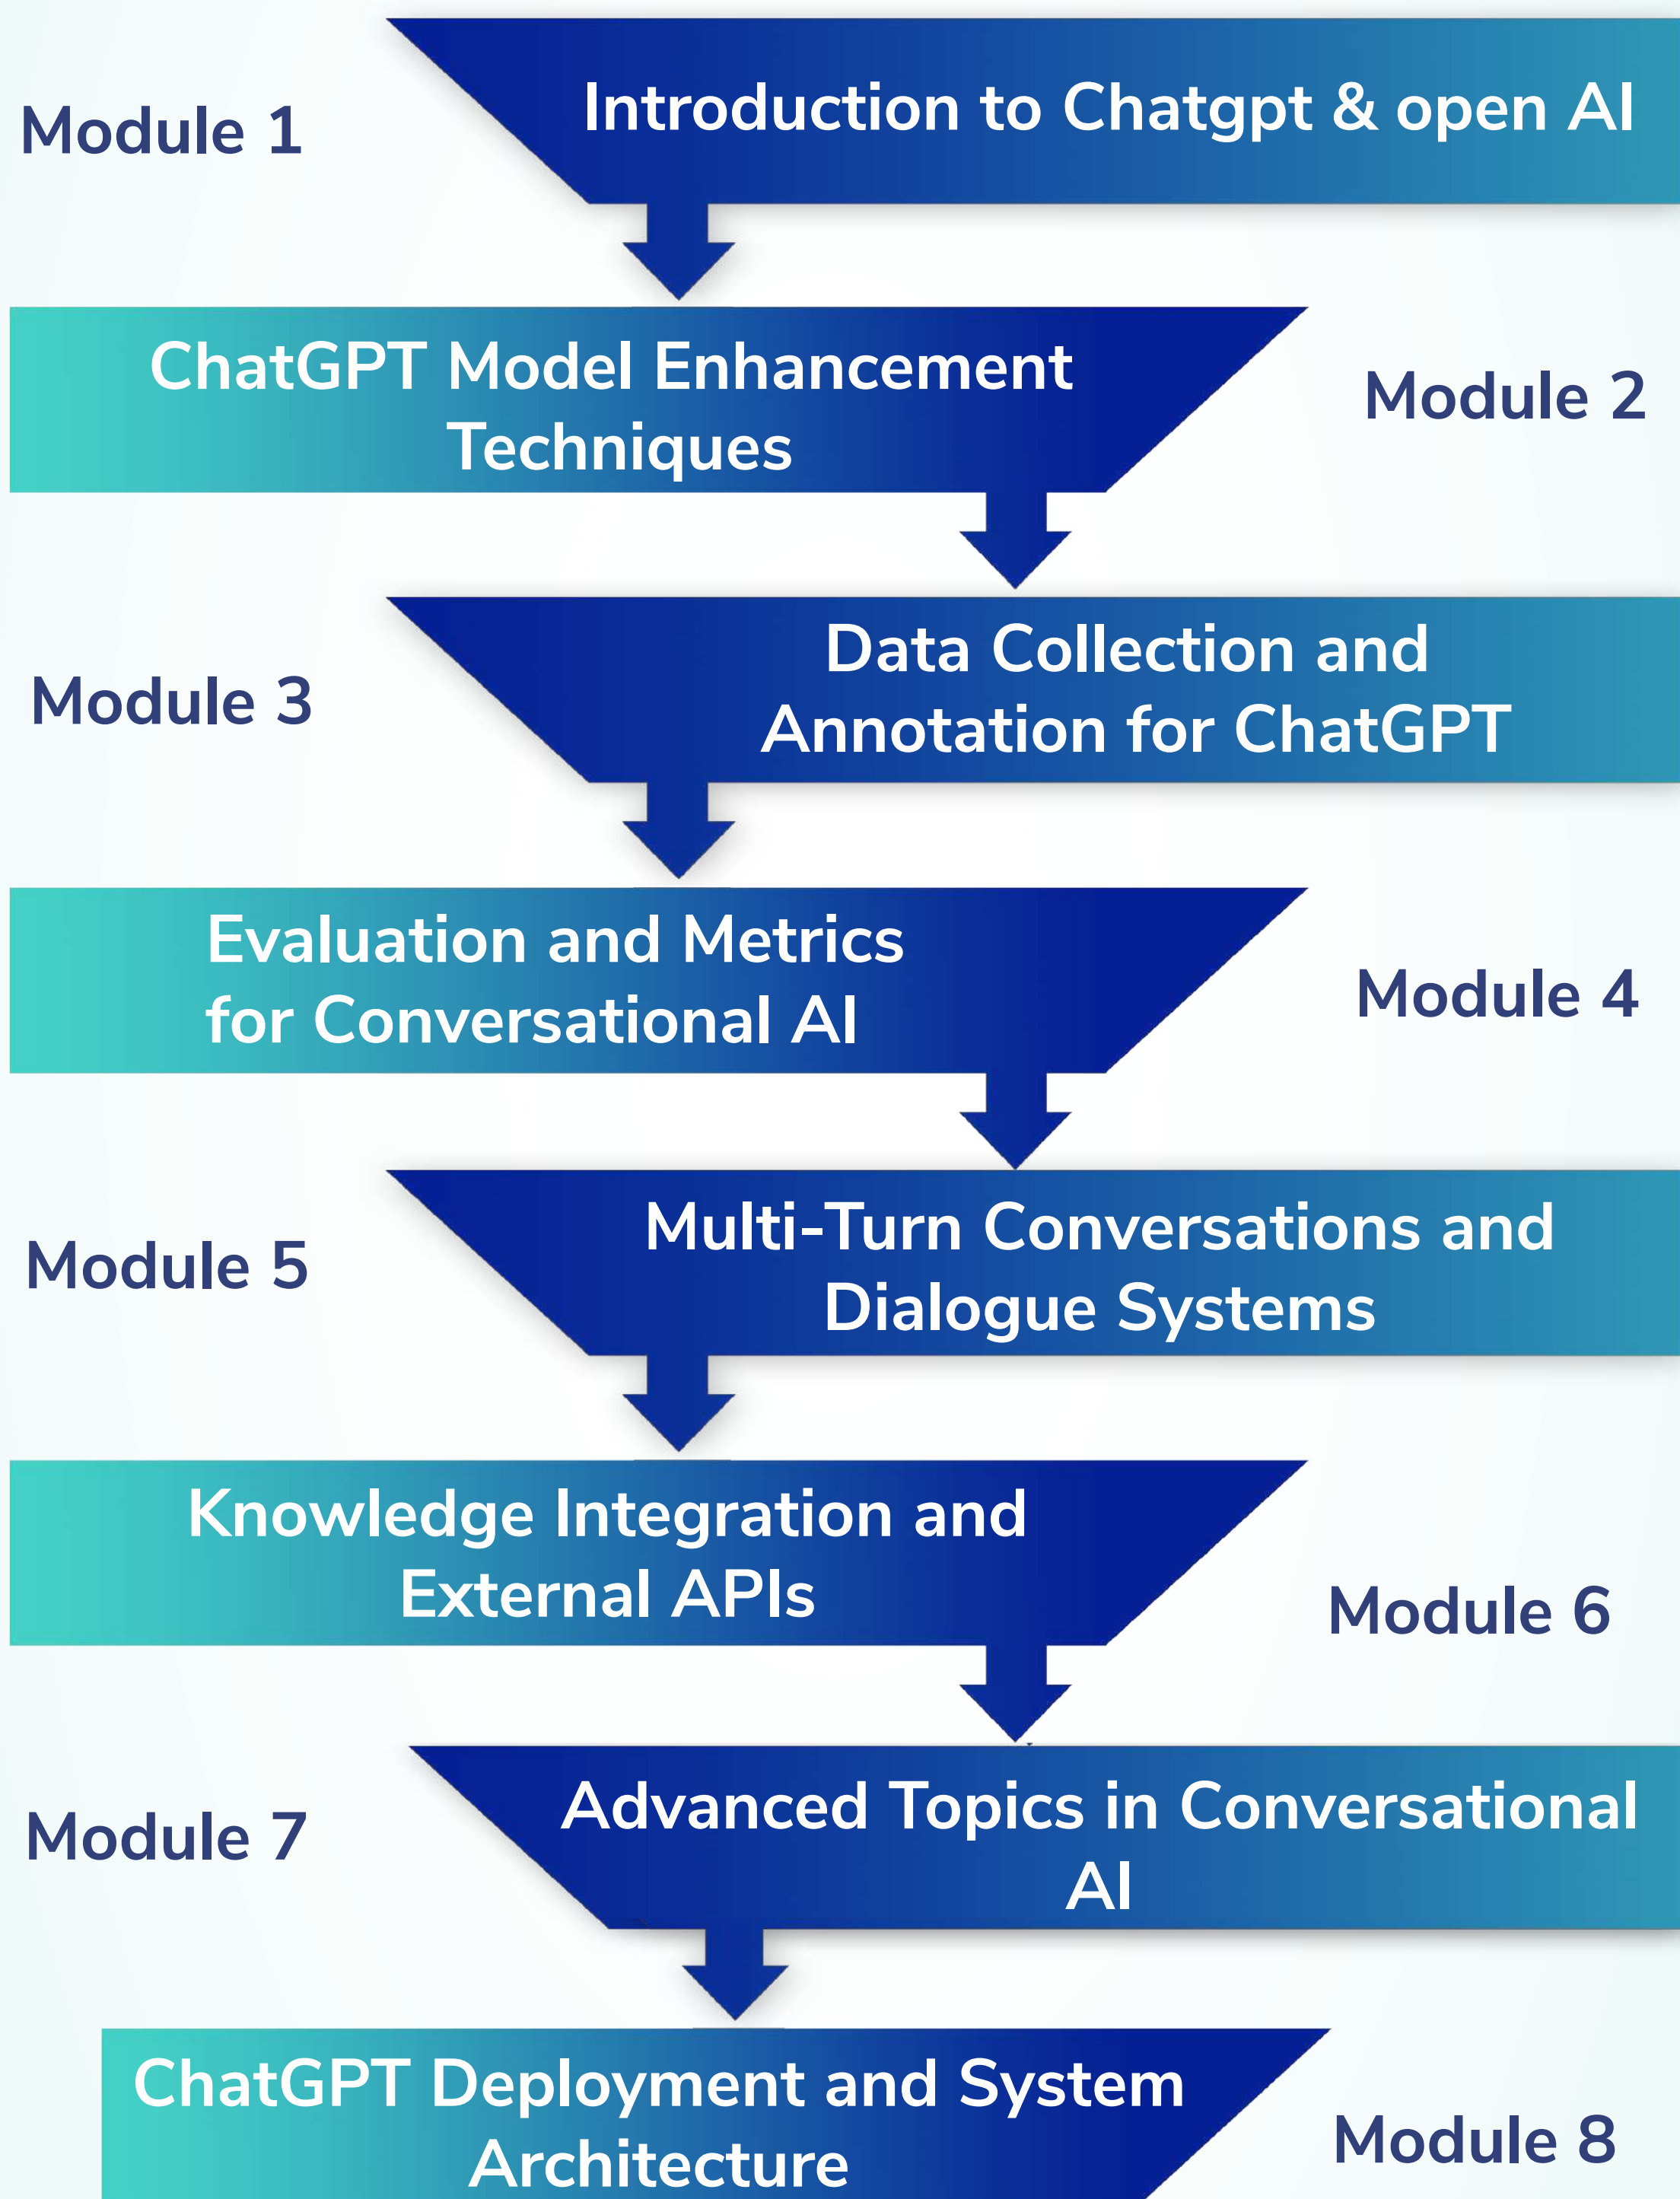 Module 1
Introduction to Chatgpt & open AI
ChatGPT Model Enhancement
Techniques
Module 2
Module 3
Data Collection and
Annotation for ChatGPT
Evaluation and Metrics
for Conversational AI
Module 4
Module 5
Multi-Turn Conversations and
Dialogue Systems
Knowledge Integration and
External APIs
Module 6
Module 7
Advanced Topics in Conversational
AI
ChatGPT Deployment and System
Architecture
Module 8